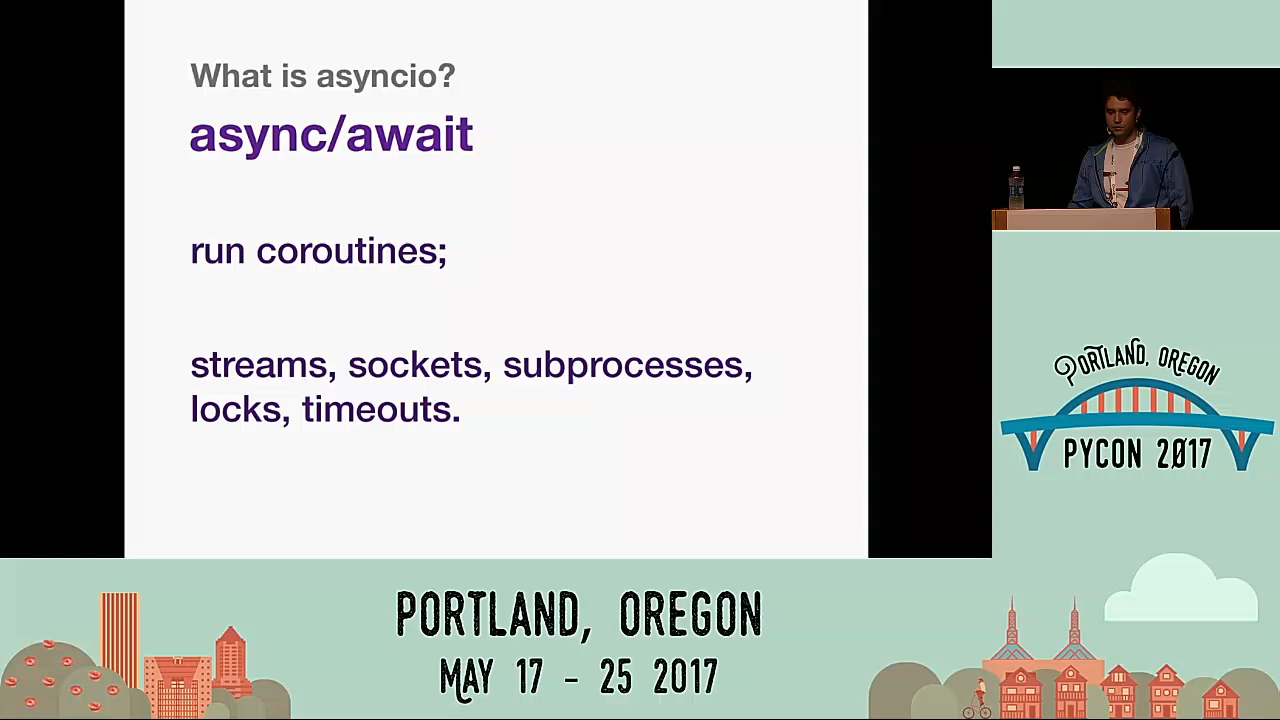 What is asyncio?
async/await
run coroutines;
streams, sockets, subprocesses,
locks, timeouts.
PORTLAND, OREGON
PYCON 2017
PORTLAND, OREGON
MAY 17 - 25 2017